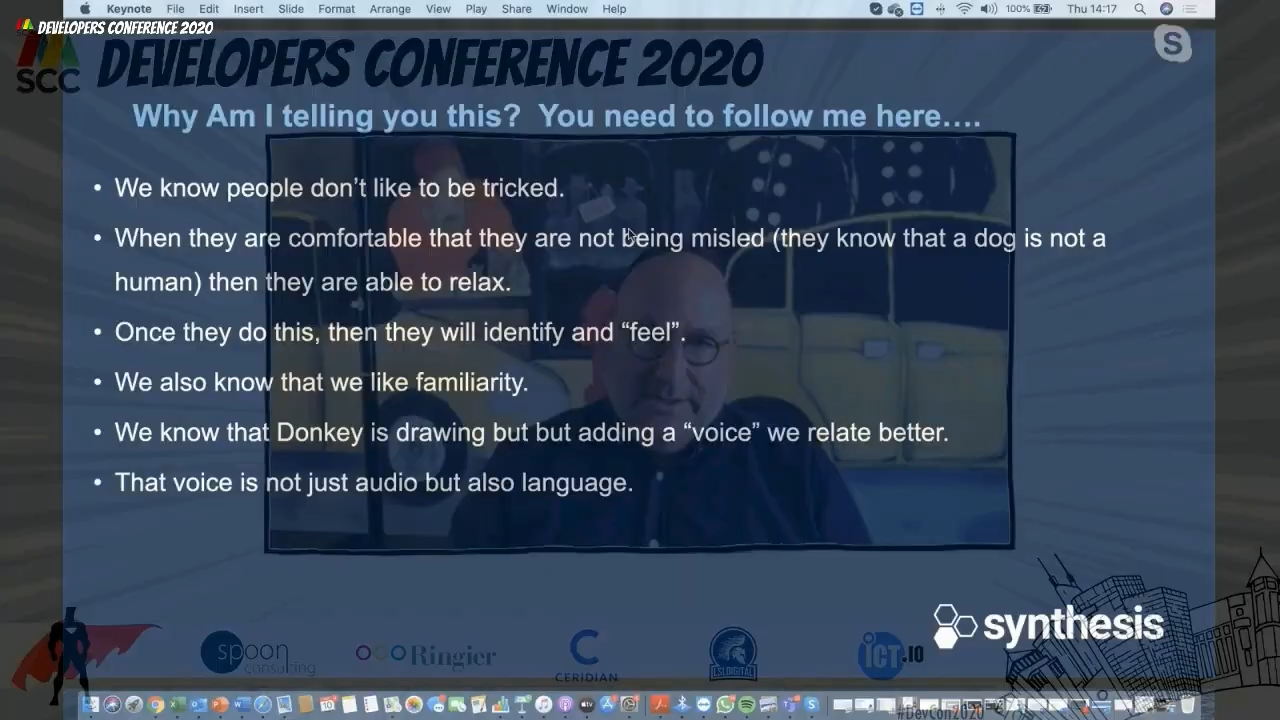 Keynote File Edit Insert Slide Format Arrange View Play Share Window Help 100% Thu 14:17
DEVELOPERS CONFERENCE 2020
SCC DEVELOPERS CONFERENCE 2020
S
Why Am I telling you this? You need to follow me here….
• We know people don’t like to be tricked.
• When they are comfortable that they are not being misled (they know that a dog is not a
human) then they are able to relax.
• Once they do this, then they will identify and “feel”.
• We also know that we like familiarity.
• We know that Donkey is drawing but but adding a “voice” we relate better.
• That voice is not just audio but also language.
synthesis
spoon
consulting
Ringier
C
CERIDIAN
LSL DIGITAL
iCT.IO
#DevCon2020